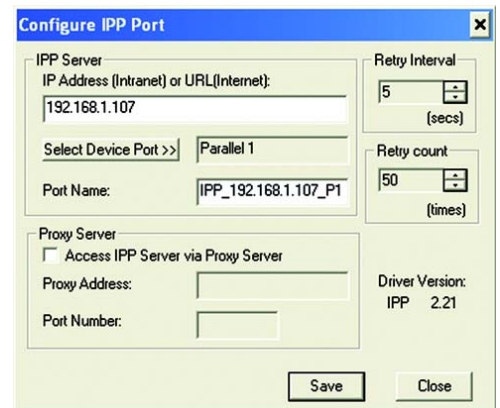 Configure IPP Port
IPP Server
IP Address (Intranet) or URL(Internet):
192.168.1.107
Select Device Port >>
Parallel 1
Port Name:
IPP_192.168.1.107_P1
Retry Interval
5
(secs)
Retry count
50
(times)
Proxy Server
Access IPP Server via Proxy Server
Proxy Address:
Port Number:
Driver Version:
IPP 2.21
Save
Close